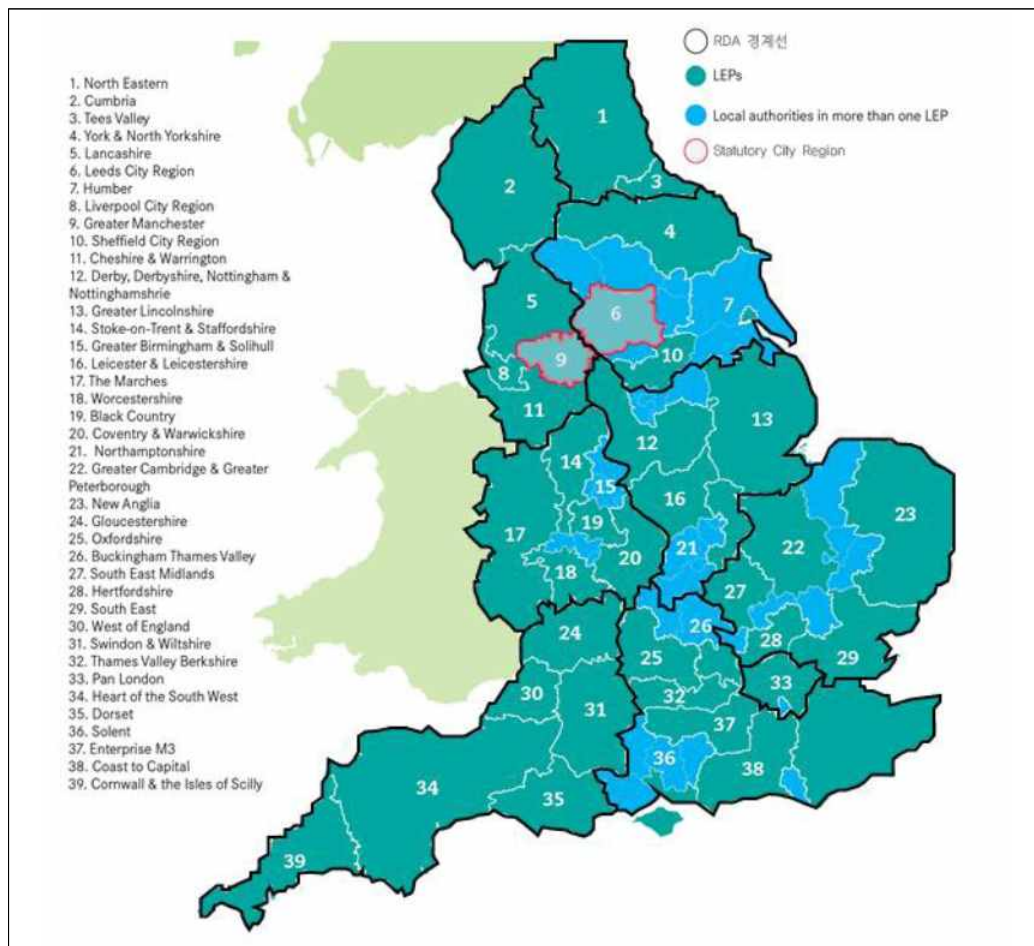 1. North Eastern
2. Cumbria
3. Tees Valley
4. York & North Yorkshire
5. Lancashire
6. Leeds City Region
7. Humber
8. Liverpool City Region
9. Greater Manchester
10. Sheffield City Region
11. Cheshire & Warrington
12. Derby, Derbyshire, Nottingham &
Nottinghamshrie
13. Greater Lincolnshire
14. Stoke-on-Trent & Staffordshire
15. Greater Birmingham & Solihull
16. Leicester & Leicestershire
17. The Marches
18. Worcestershire
19. Black Country
20. Coventry & Warwickshire
21. Northamptonshire
22. Greater Cambridge & Greater
Peterborough
23. New Anglia
24. Gloucestershire
25. Oxfordshire
26. Buckingham Thames Valley
27. South East Midlands
28. Hertfordshire
29. South East
30. West of England
31. Swindon & Wiltshire
32. Thames Valley Berkshire
33. Pan London
34. Heart of the South West
35. Dorset
36. Solent
37. Enterprise M3
38. Coast to Capital
39. Cornwall & the Isles of Scilly
RDA 경계선
LEPs
Local authorities in more than one LEP
Statutory City Region
1
2
3
4
5
6
7
8
9
10
11
12
13
14
15
16
17
18
19
20
21
22
23
24
25
26
27
28
29
30
31
32
33
34
35
36
37
38
39